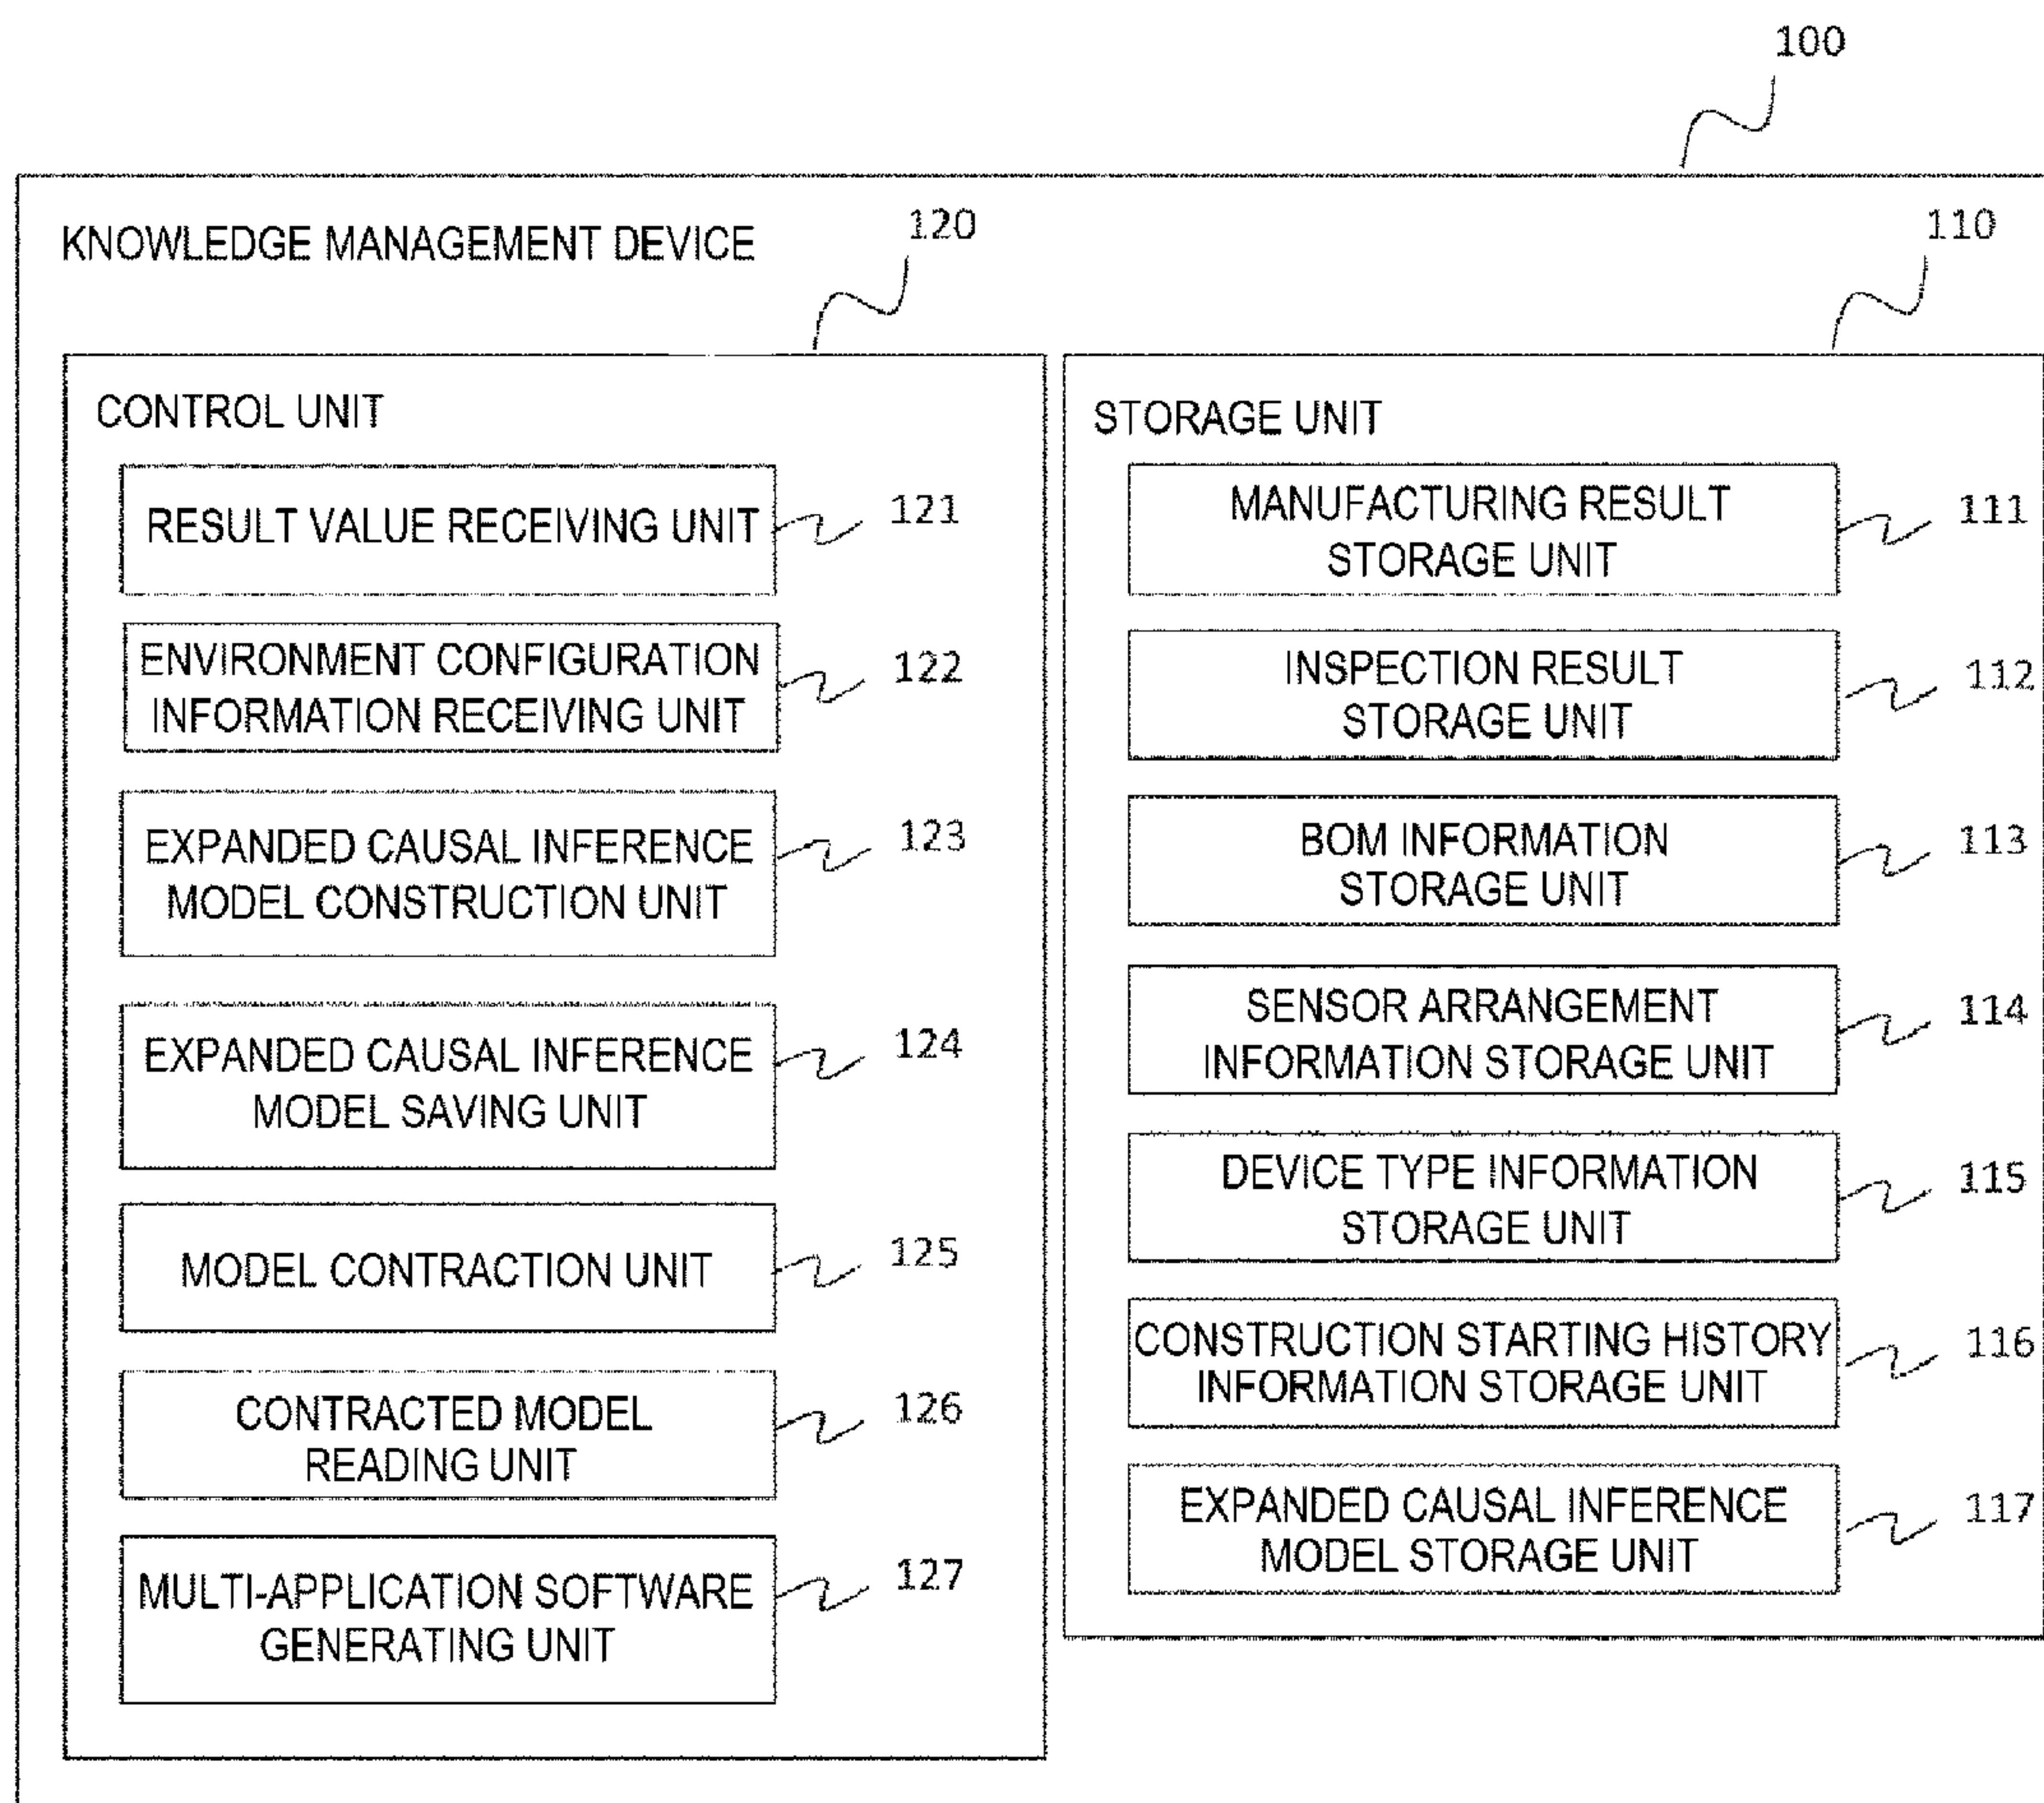 100
KNOWLEDGE MANAGEMENT DEVICE
120
110
CONTROL UNIT
RESULT VALUE RECEIVING UNIT
121
ENVIRONMENT CONFIGURATION
INFORMATION RECEIVING UNIT
122
EXPANDED CAUSAL INFERENCE
MODEL CONSTRUCTION UNIT
123
EXPANDED CAUSAL INFERENCE
MODEL SAVING UNIT
124
MODEL CONTRACTION UNIT
125
CONTRACTED MODEL
READING UNIT
126
MULTI-APPLICATION SOFTWARE
GENERATING UNIT
127
STORAGE UNIT
MANUFACTURING RESULT
STORAGE UNIT
111
INSPECTION RESULT
STORAGE UNIT
112
BOM INFORMATION
STORAGE UNIT
113
SENSOR ARRANGEMENT
INFORMATION STORAGE UNIT
114
DEVICE TYPE INFORMATION
STORAGE UNIT
115
CONSTRUCTION STARTING HISTORY
INFORMATION STORAGE UNIT
116
EXPANDED CAUSAL INFERENCE
MODEL STORAGE UNIT
117